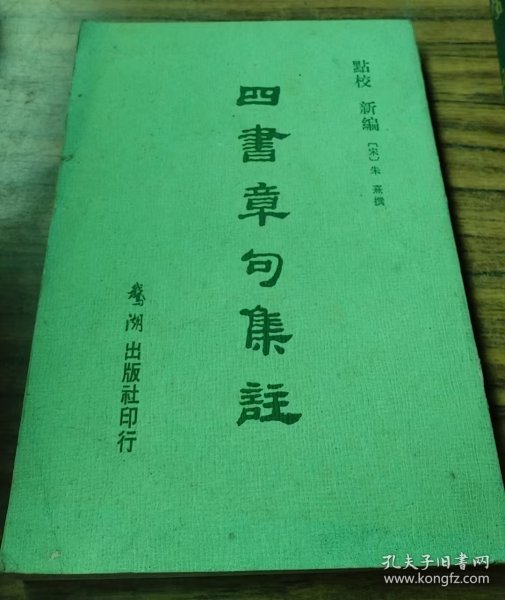 點校 新編
〔宋〕朱熹撰
四書章句集註
鵝湖出版社印行
孔夫子旧书网
www.kongfz.com